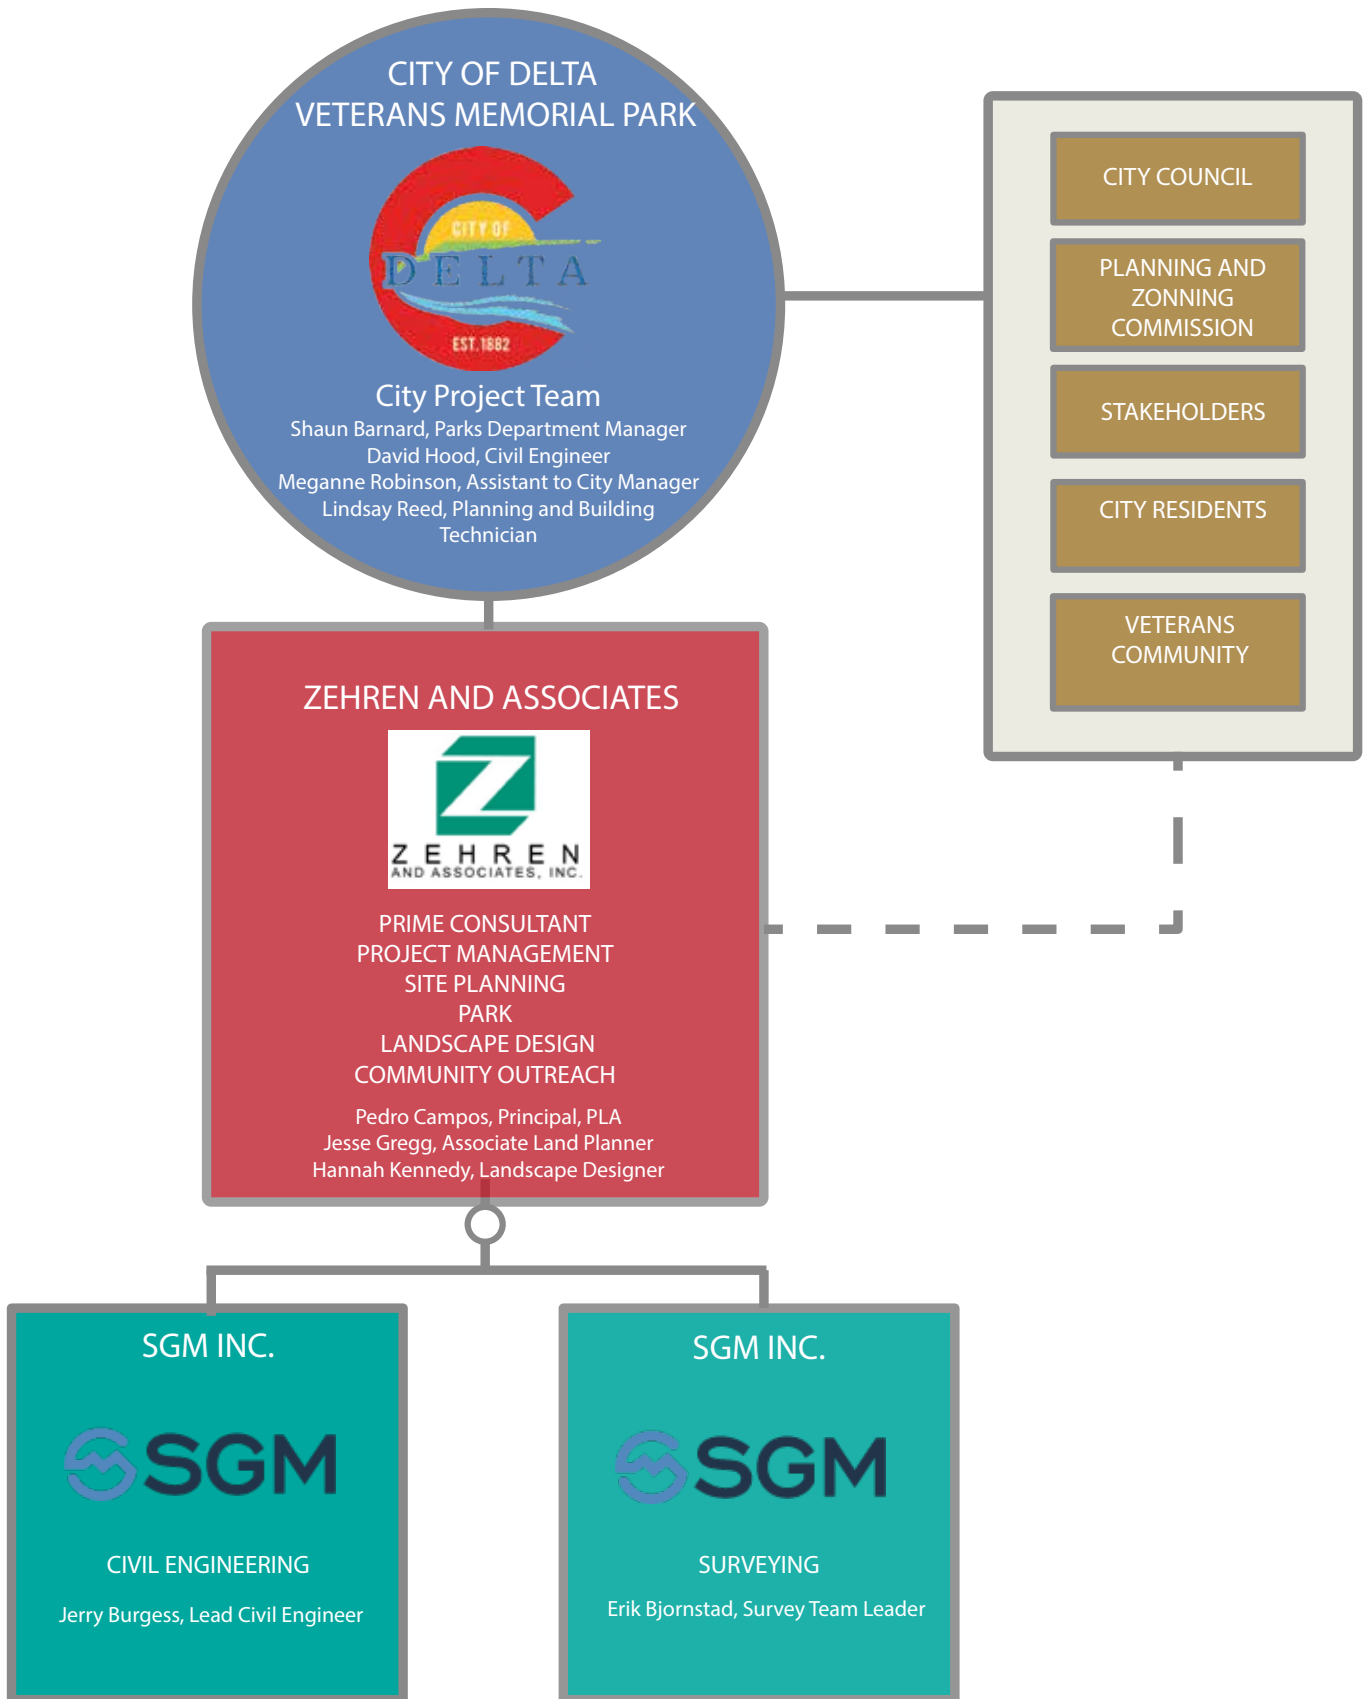 CITY OF DELTA
VETERANS MEMORIAL PARK
CITY OF
DELTA
EST. 1882
City Project Team
Shaun Barnard, Parks Department Manager
David Hood, Civil Engineer
Meganne Robinson, Assistant to City Manager
Lindsay Reed, Planning and Building
Technician
CITY COUNCIL
PLANNING AND
ZONNING
COMMISSION
STAKEHOLDERS
CITY RESIDENTS
VETERANS
COMMUNITY
ZEHREN AND ASSOCIATES
ZEHREN
AND ASSOCIATES, INC.
PRIME CONSULTANT
PROJECT MANAGEMENT
SITE PLANNING
PARK
LANDSCAPE DESIGN
COMMUNITY OUTREACH
Pedro Campos, Principal, PLA
Jesse Gregg, Associate Land Planner
Hannah Kennedy, Landscape Designer
SGM INC.
SGM
CIVIL ENGINEERING
Jerry Burgess, Lead Civil Engineer
SGM INC.
SGM
SURVEYING
Erik Bjornstad, Survey Team Leader